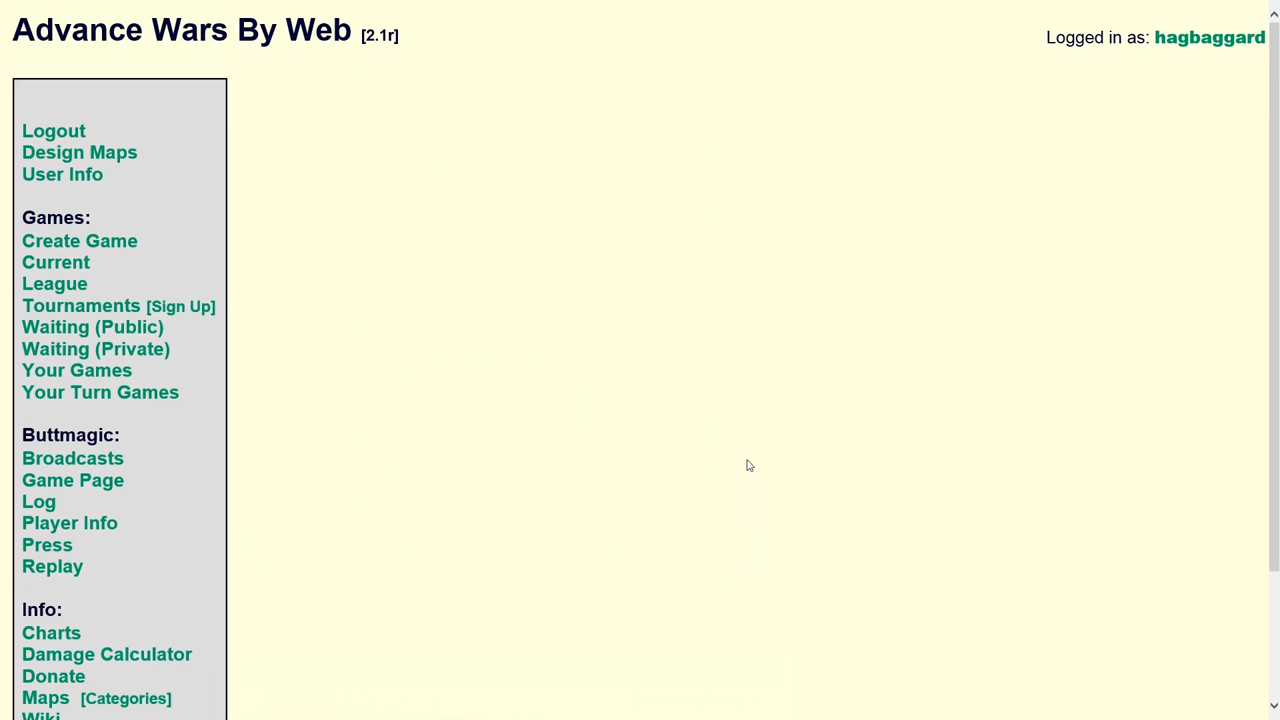 Advance Wars By Web [2.1r]
Logged in as: hagbaggard
Logout
Design Maps
User Info
Games:
Create Game
Current
League
Tournaments [Sign Up]
Waiting (Public)
Waiting (Private)
Your Games
Your Turn Games
Buttmagic:
Broadcasts
Game Page
Log
Player Info
Press
Replay
Info:
Charts
Damage Calculator
Donate
Maps [Categories]
Wiki